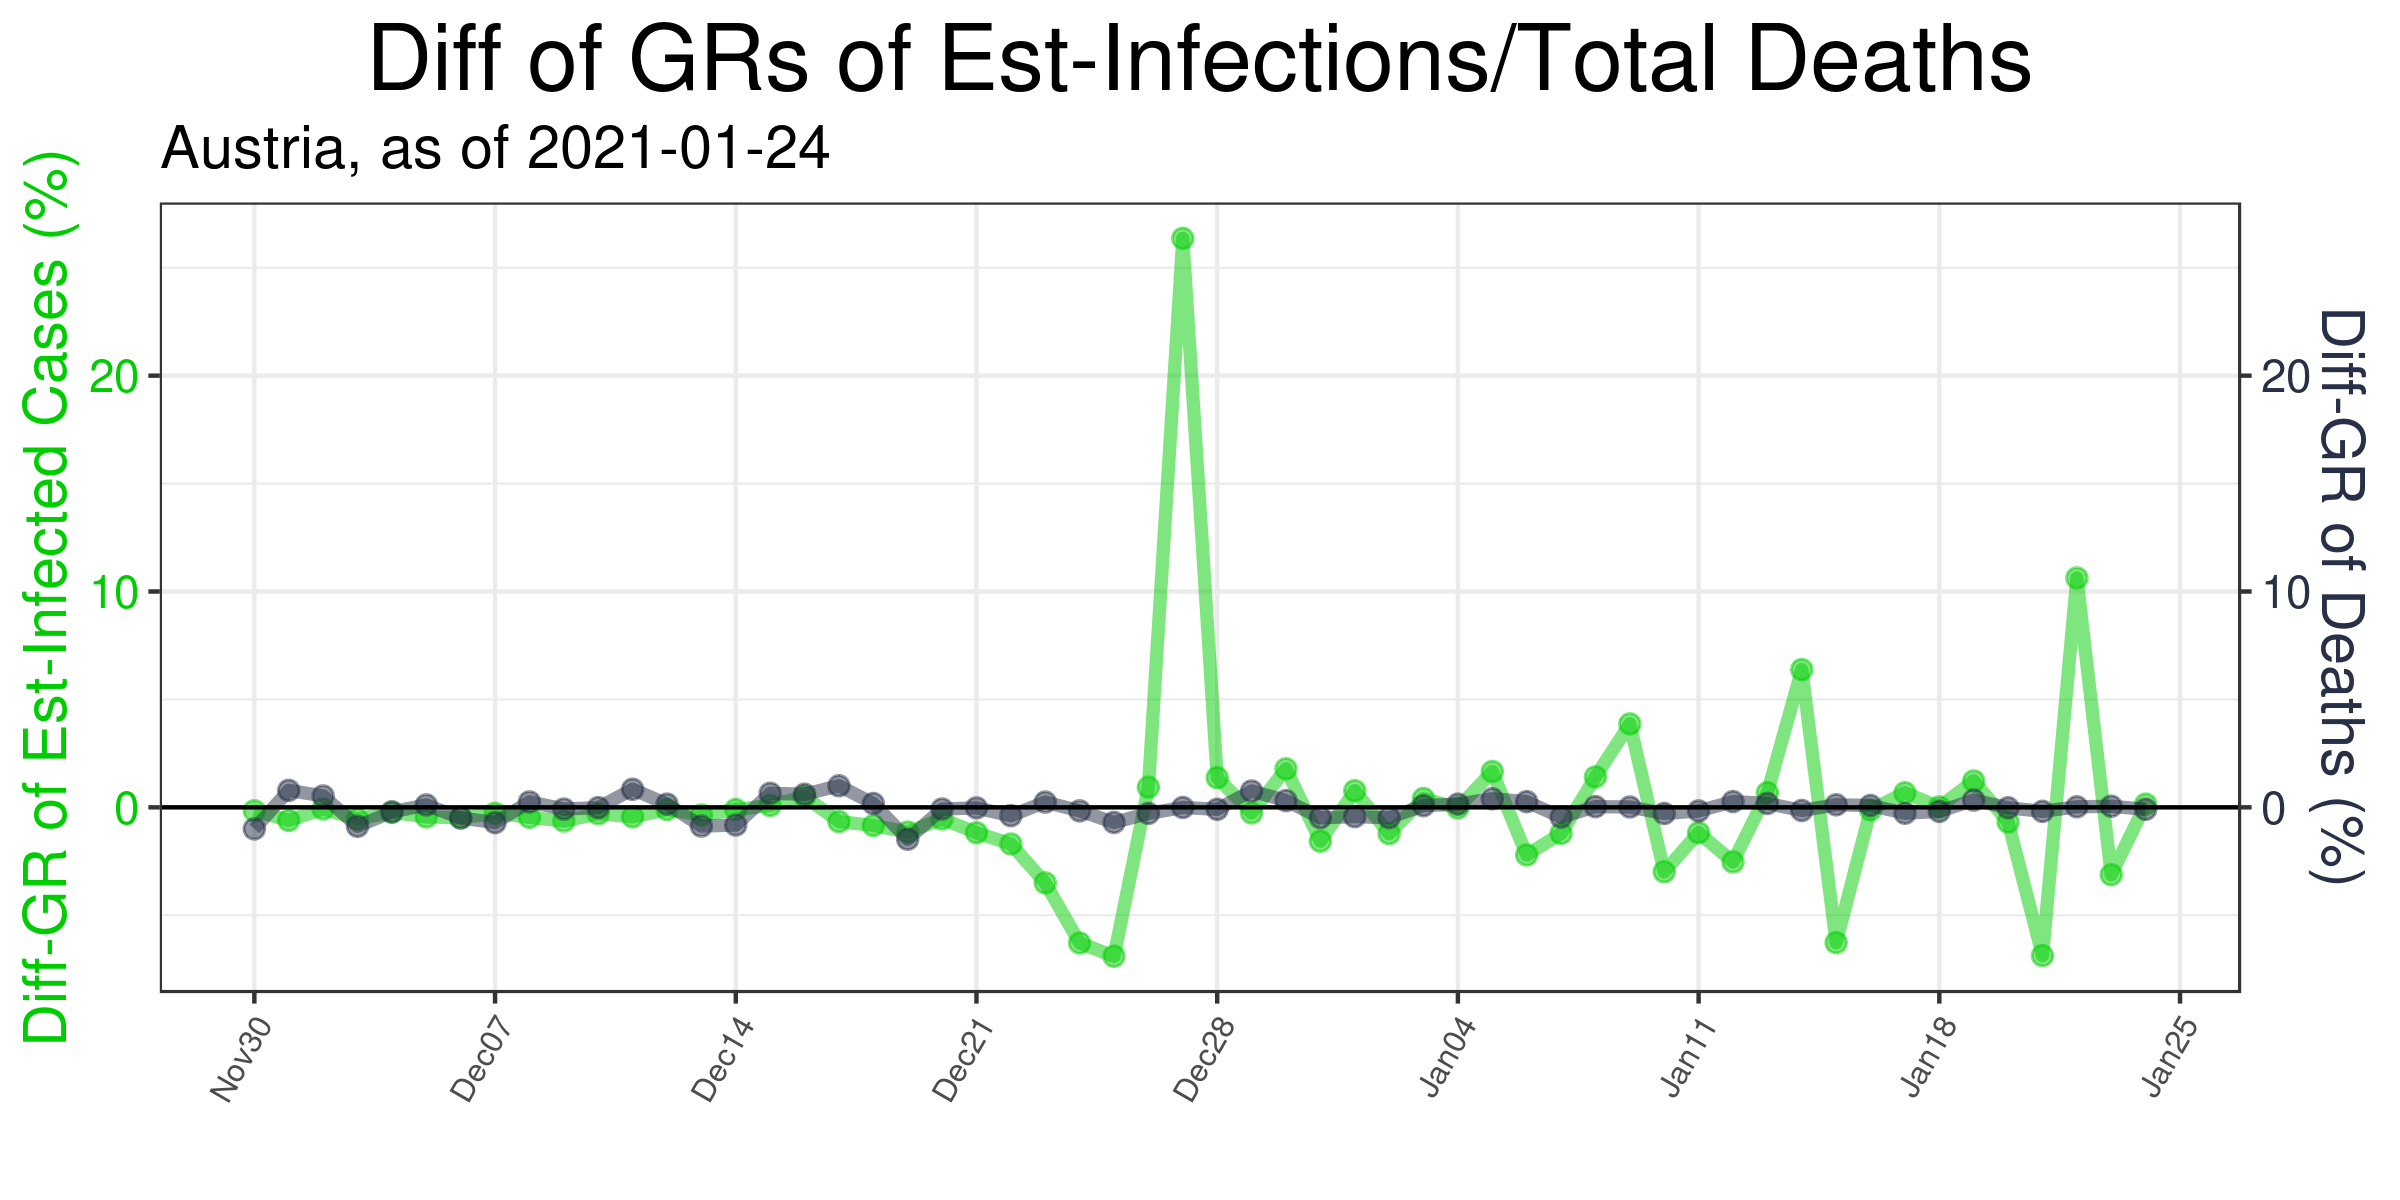 Diff of GRs of Est-Infections/Total Deaths
Austria, as of 2021-01-24
Diff-GR of Est-Infected Cases (%)
20
10
0
20
10
0
Diff-GR of Deaths (%)
Nov30
Dec07
Dec14
Dec21
Dec28
Jan04
Jan11
Jan18
Jan25